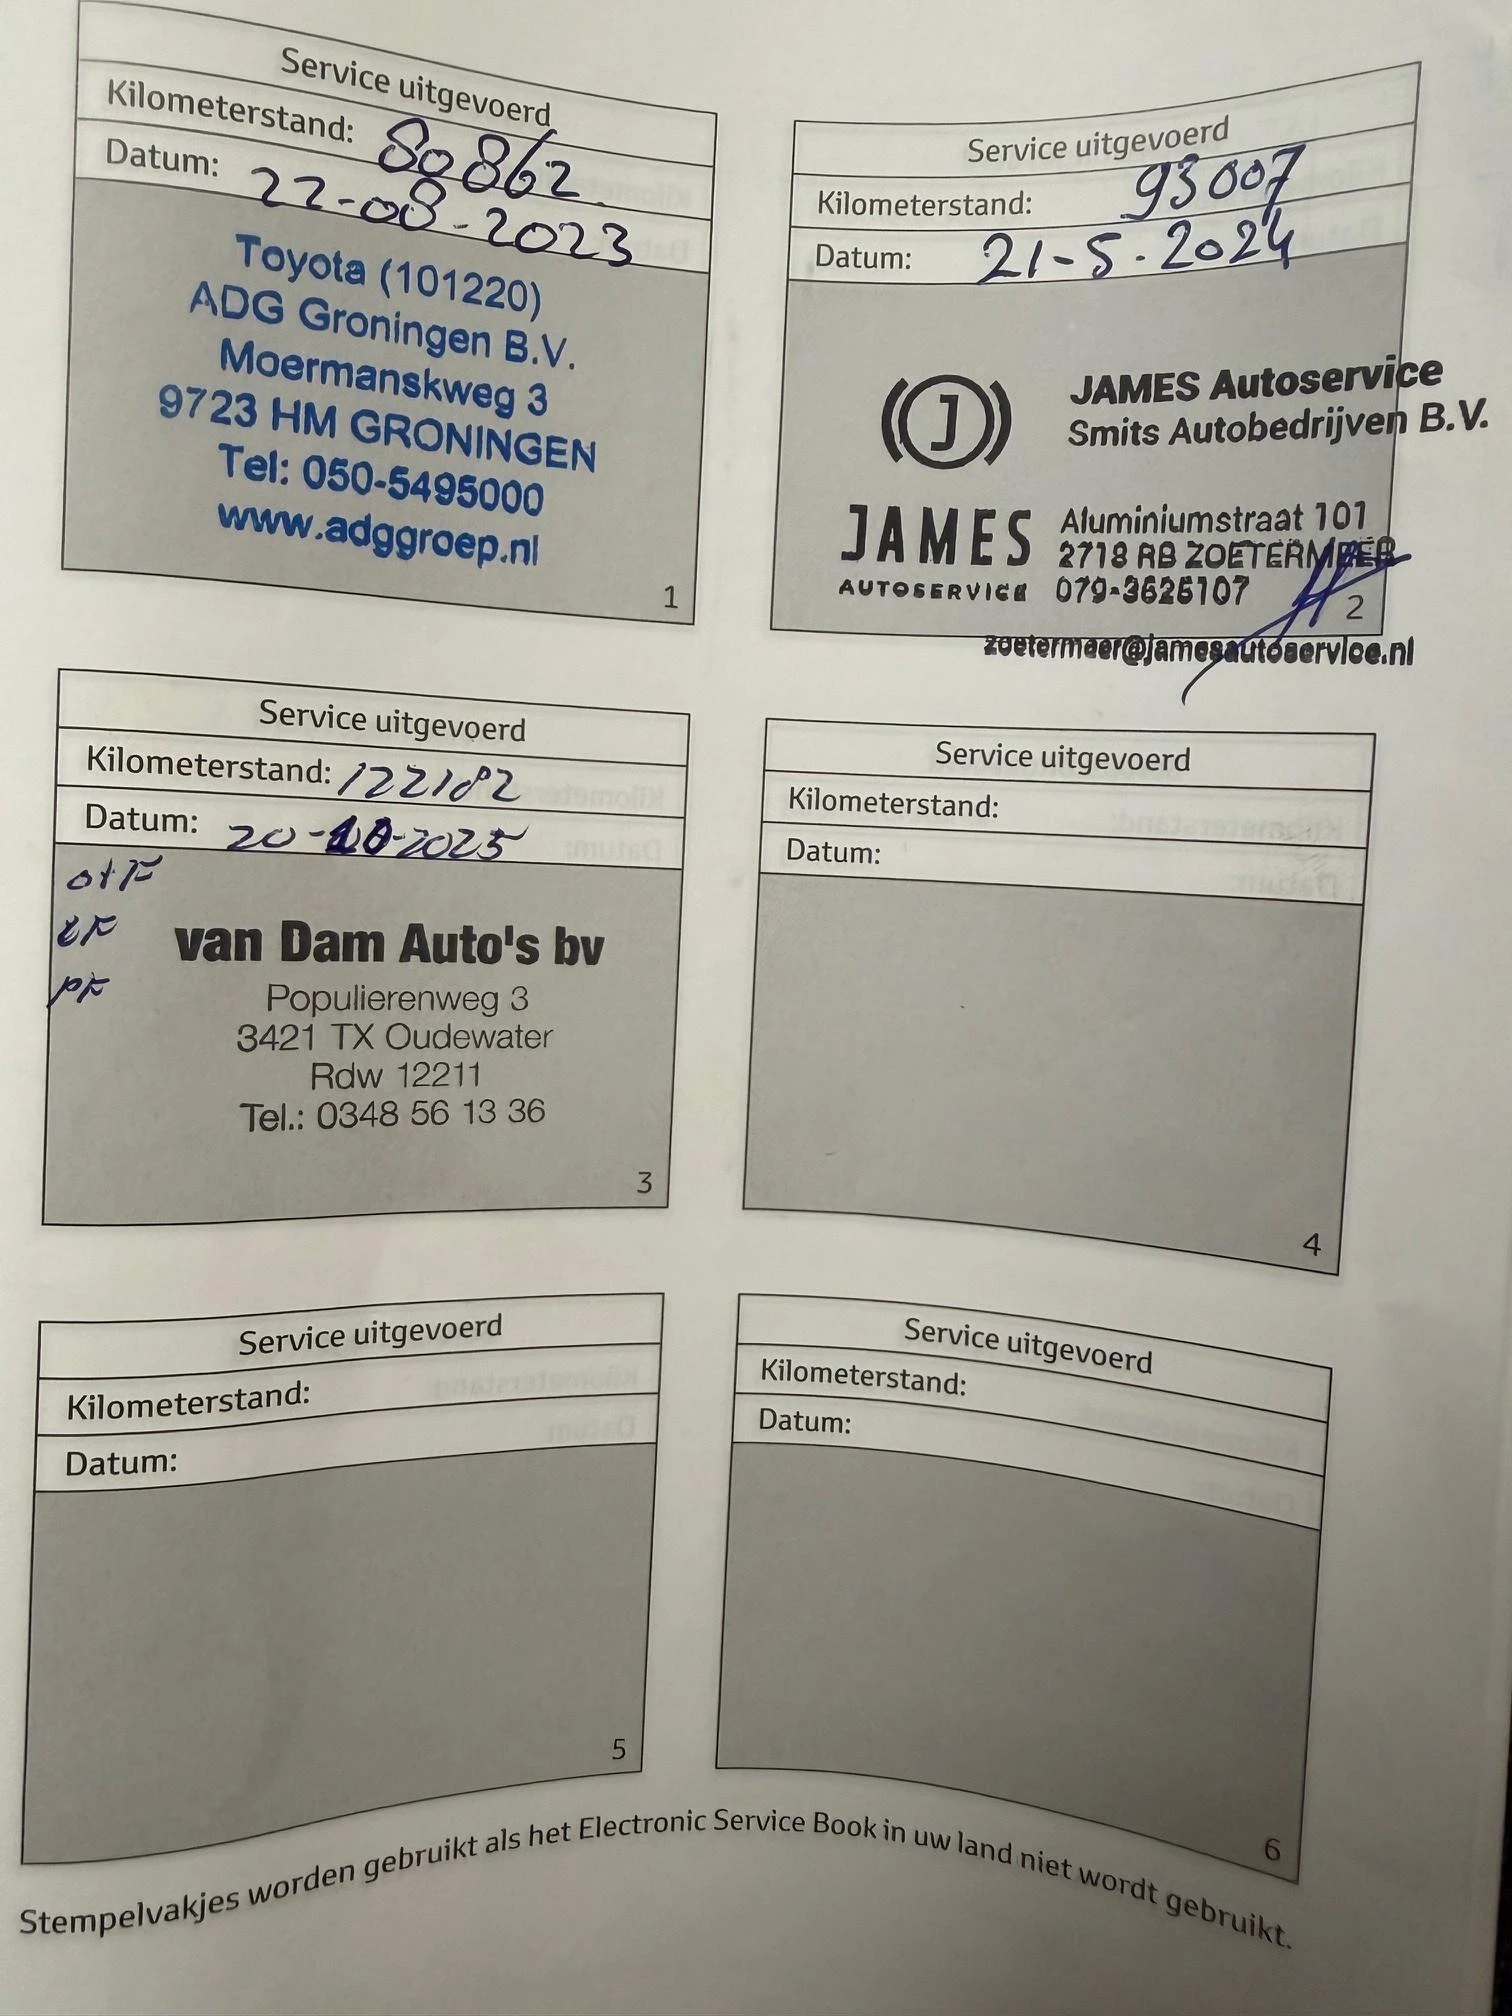 Service uitgevoerd
Kilometerstand: 80862
Datum: 22-08-2023
Toyota (101220)
ADG Groningen B.V.
Moermanskweg 3
9723 HM GRONINGEN
Tel: 050-5495000
www.adggroep.nl
1
Service uitgevoerd
Kilometerstand: 93007
Datum: 21-5-2024
J
JAMES
AUTOSERVICE
JAMES Autoservice
Smits Autobedrijven B.V.
Aluminiumstraat 101
2718 RB ZOETERMEER
079-3626107
2
zoetermeer@jamesautoservice.nl
Service uitgevoerd
Kilometerstand: 122182
Datum: 20-10-2025
van Dam Auto's bv
Populierenweg 3
3421 TX Oudewater
Rdw 12211
Tel.: 0348 56 13 36
3
Service uitgevoerd
Kilometerstand:
Datum:
4
Service uitgevoerd
Kilometerstand:
Datum:
5
Service uitgevoerd
Kilometerstand:
Datum:
6
Stempelvakjes worden gebruikt als het Electronic Service Book in uw land niet wordt gebruikt.